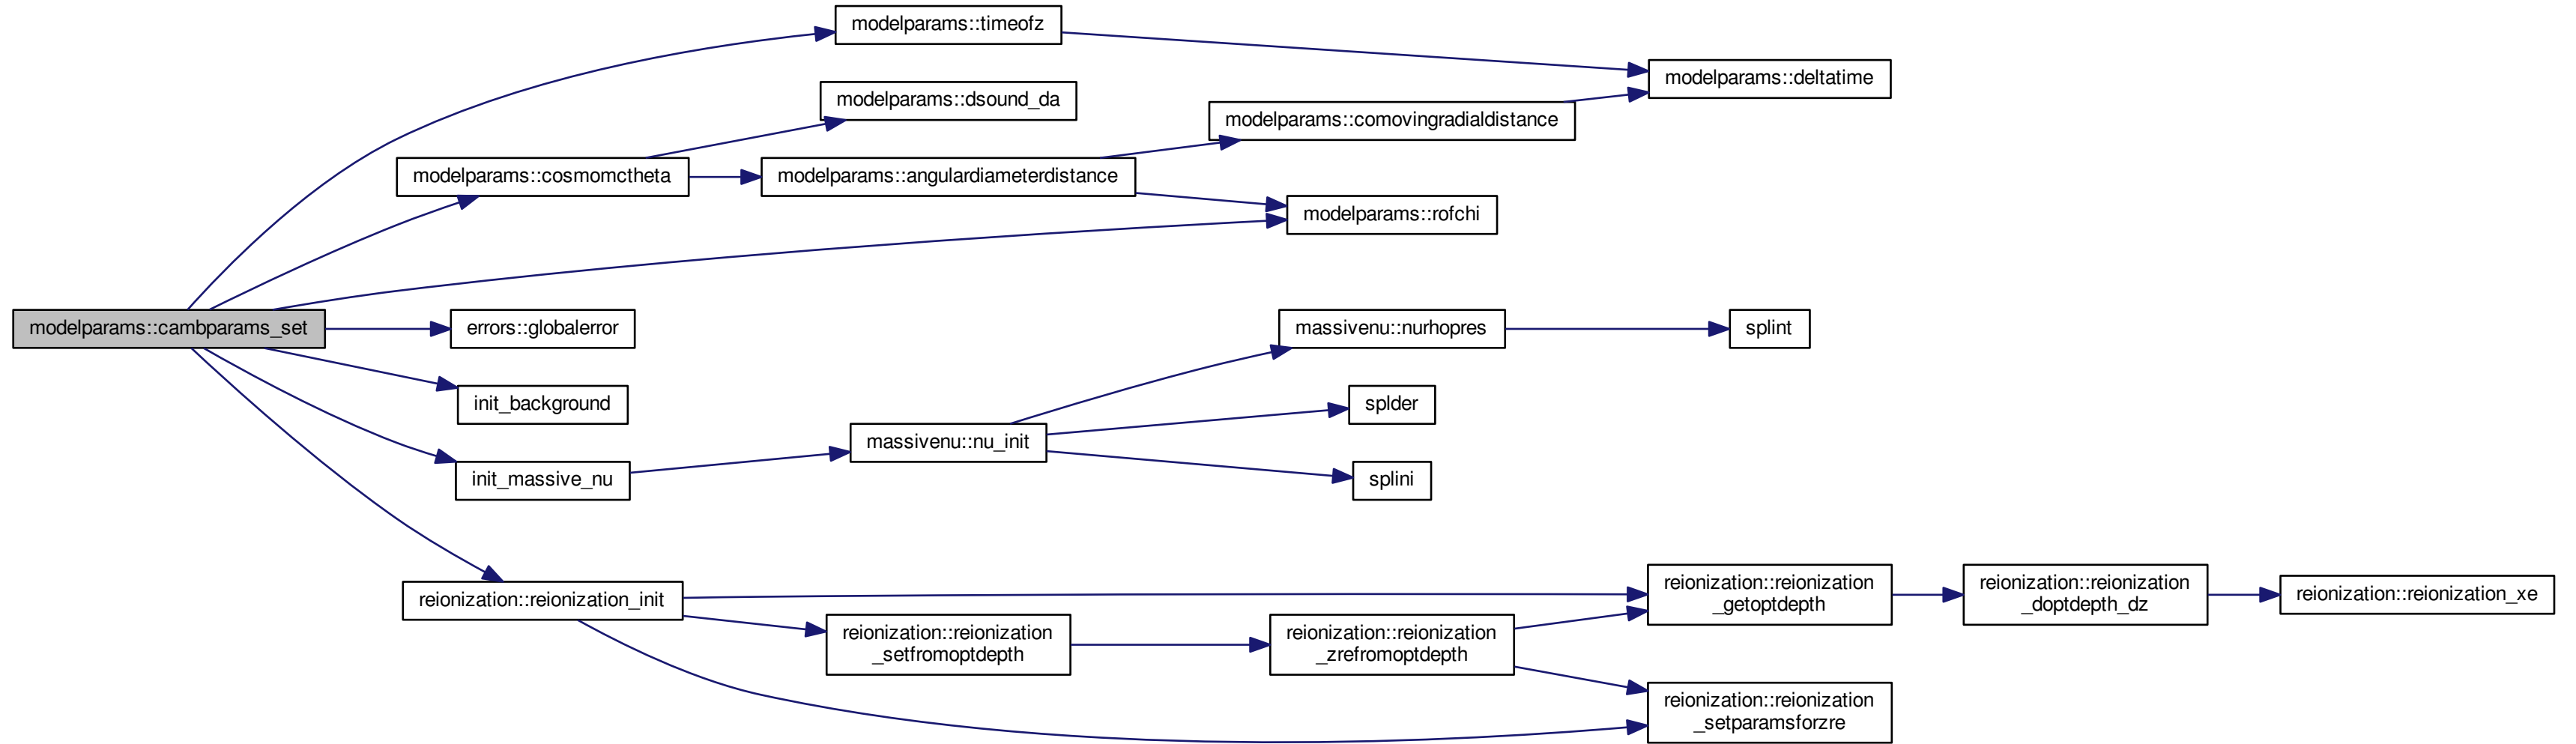 modelparams::timeofz
modelparams::deltatime
modelparams::dsound_da
modelparams::comovingradialdistance
modelparams::cosmomctheta
modelparams::angulardiameterdistance
modelparams::rofchi
modelparams::cambparams_set
errors::globalerror
massivenu::nurhopres
splint
init_background
splder
massivenu::nu_init
init_massive_nu
splini
reionization::reionization_init
reionization::reionization
_getoptdepth
reionization::reionization
_doptdepth_dz
reionization::reionization_xe
reionization::reionization
_setfromoptdepth
reionization::reionization
_zrefromoptdepth
reionization::reionization
_setparamsforzre